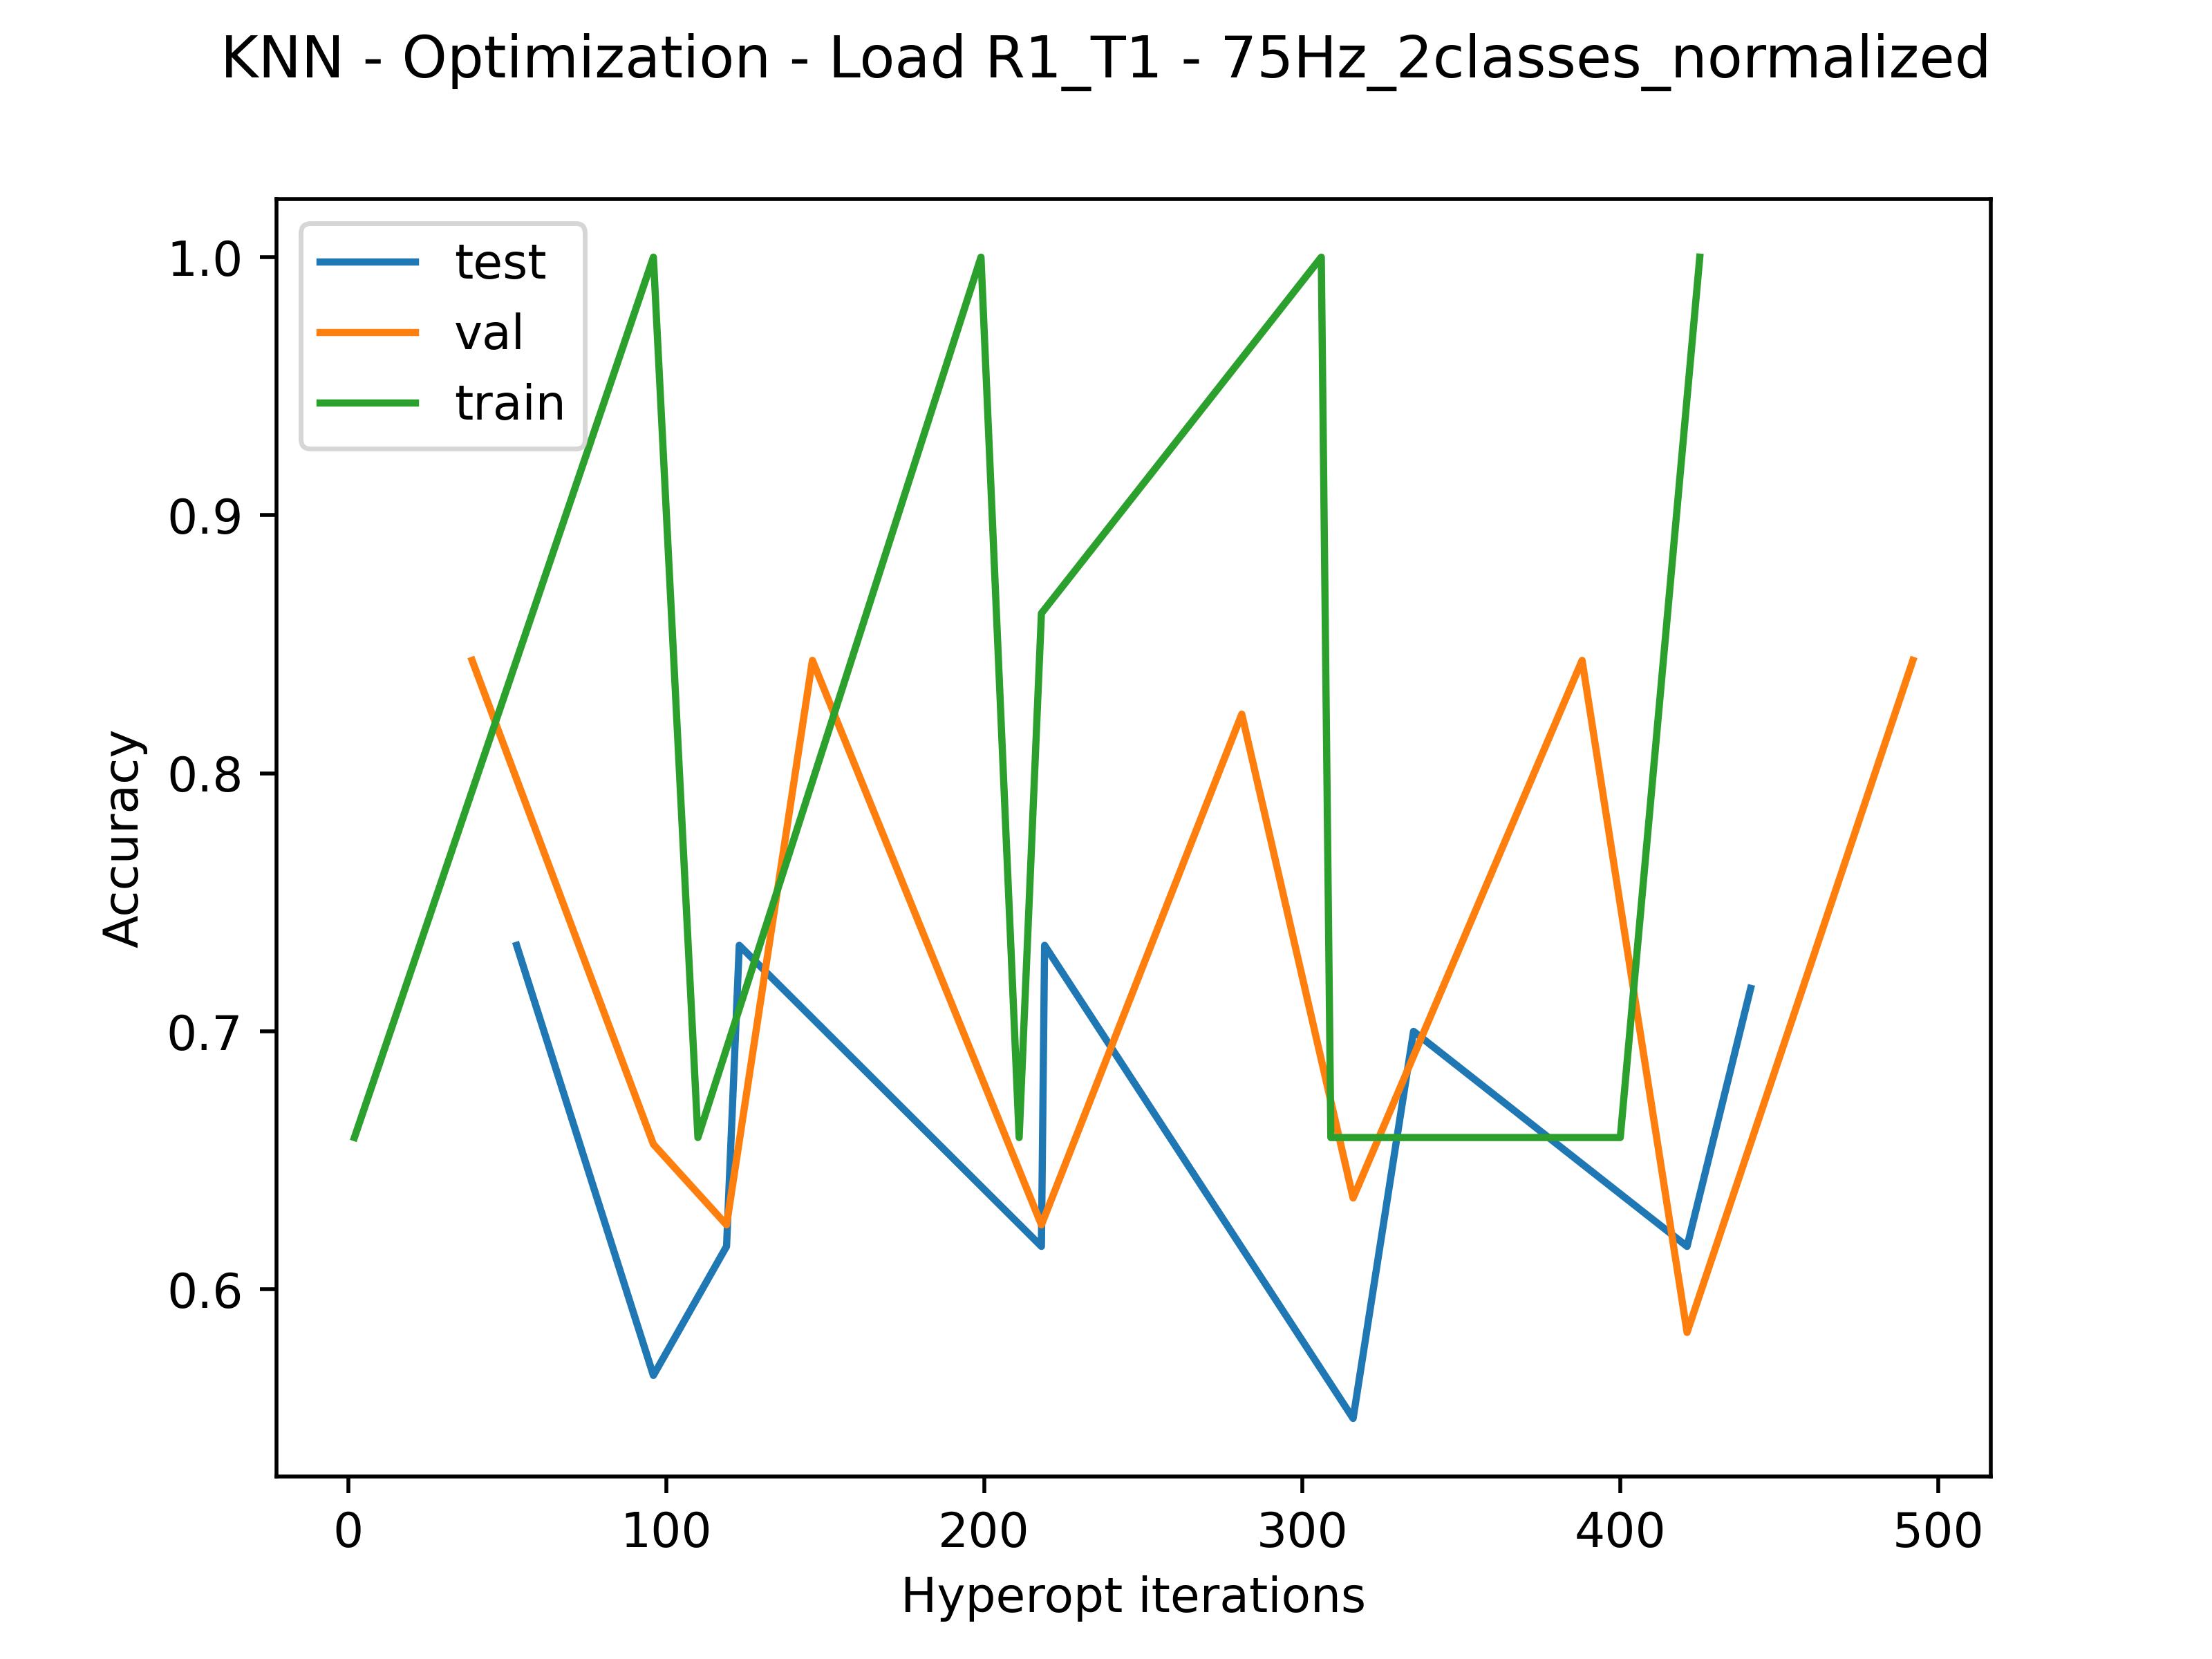 KNN - Optimization - Load R1_T1 - 75Hz_2classes_normalized
test
val
train
1.0
0.9
0.8
0.7
0.6
Accuracy
0 100 200 300 400 500
Hyperopt iterations